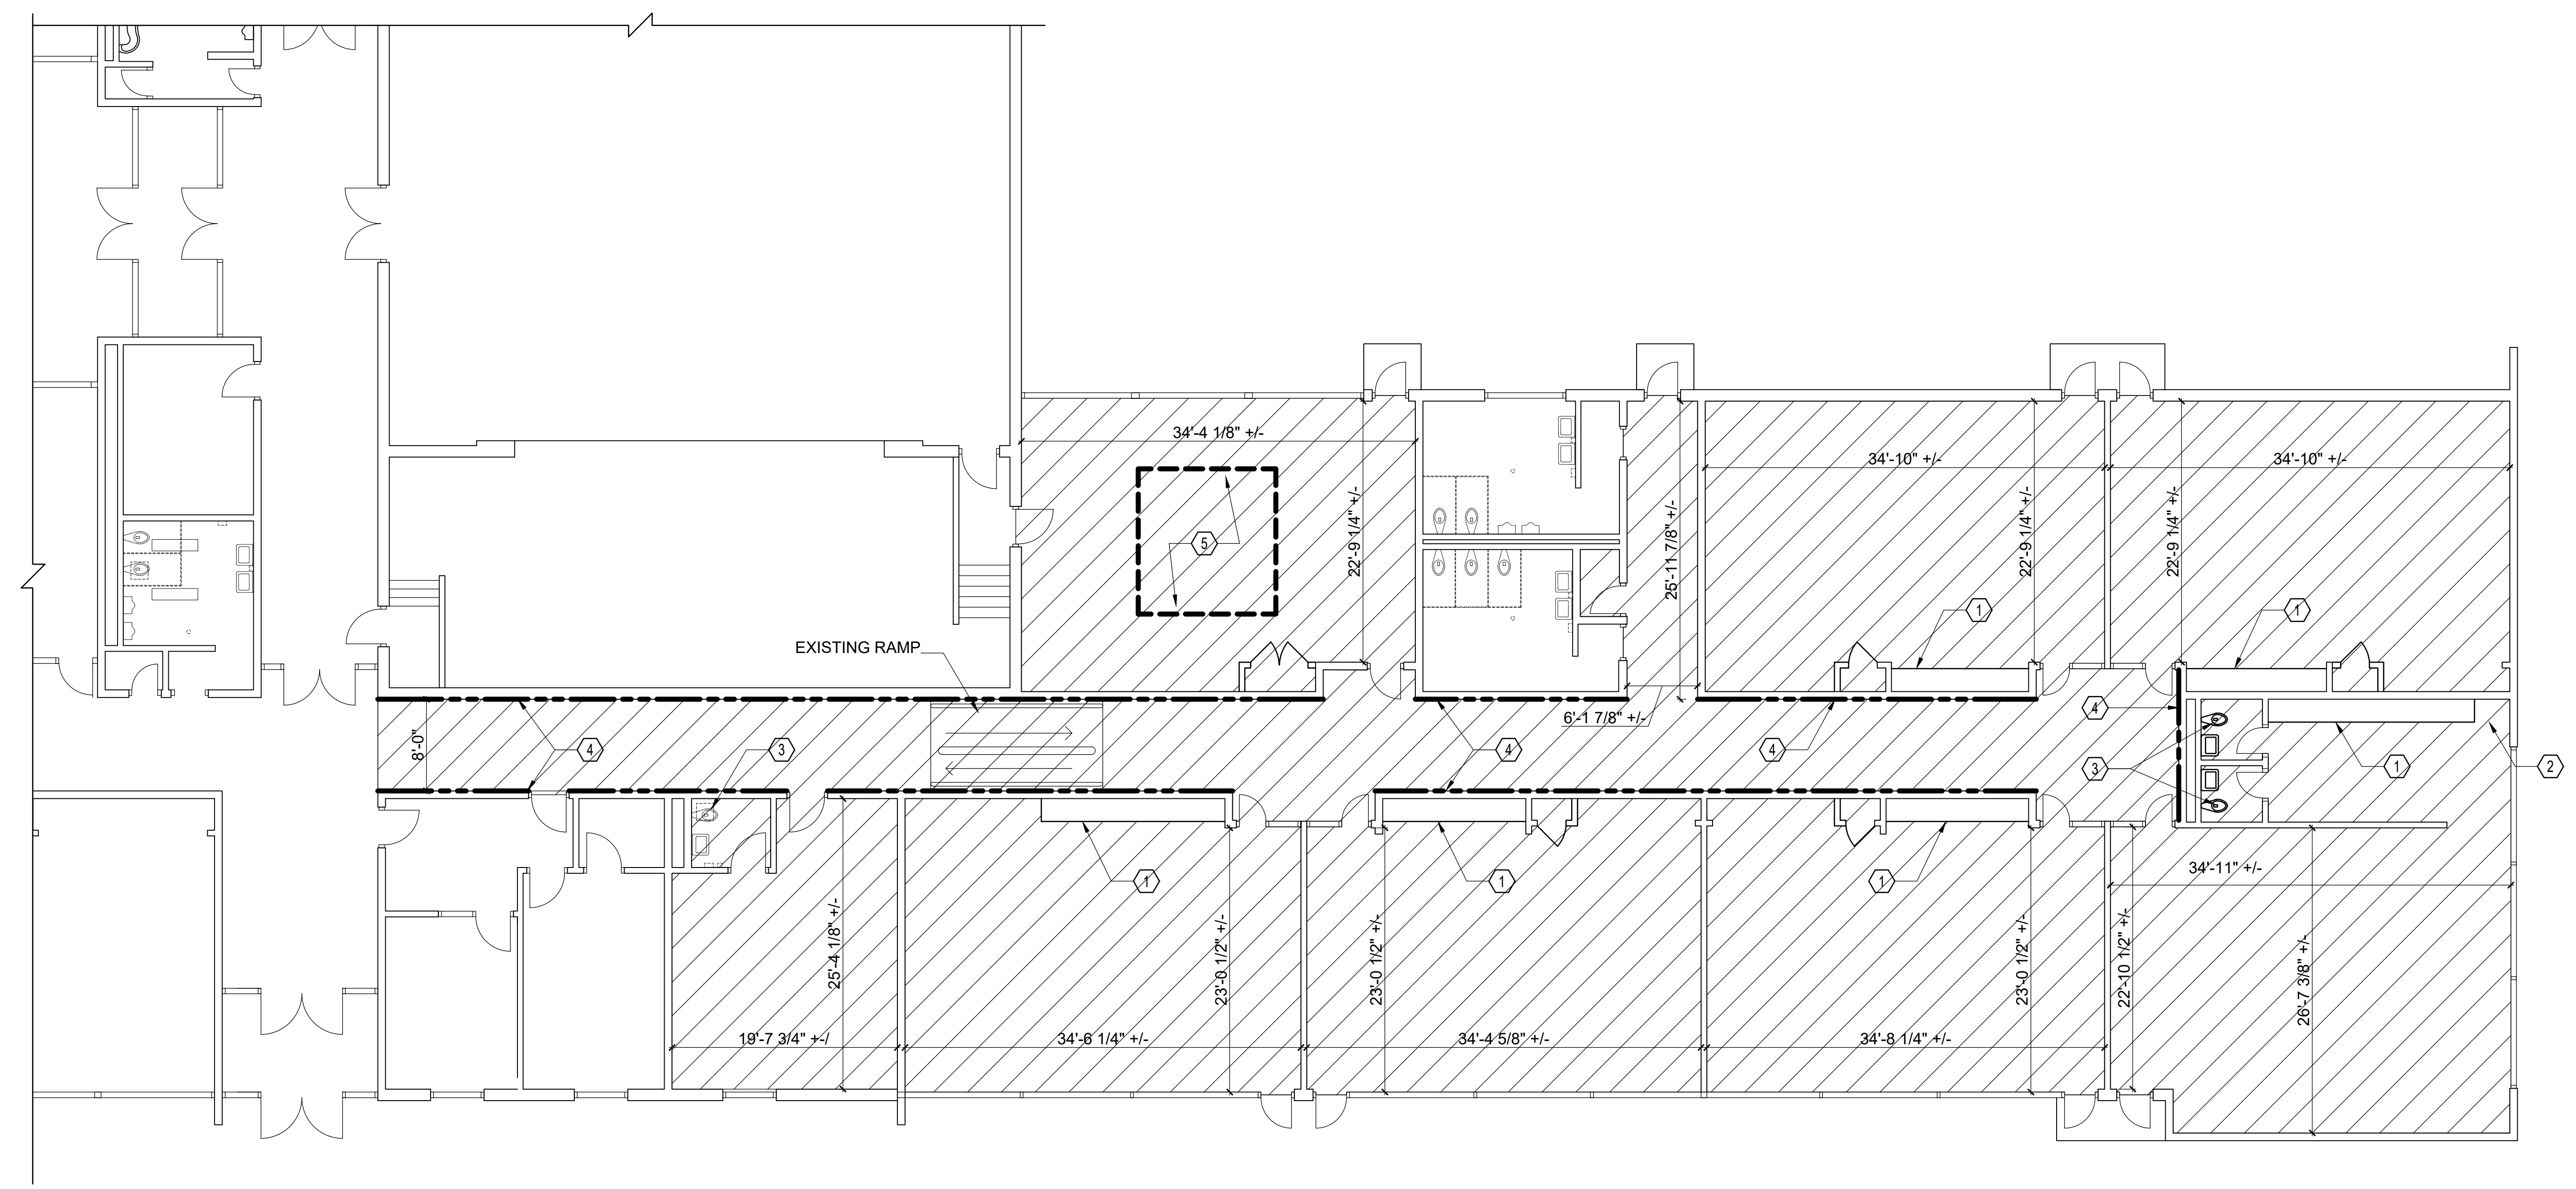 34'-4 1/8" +/-
34'-10" +/-
34'-10" +/-
22'-9 1/4" +/-
25'-11 7/8" +/-
22'-9 1/4" +/-
22'-9 1/4" +/-
5
1
1
EXISTING RAMP
6'-1 7/8" +/-
8'-0"
4
3
4
4
4
3
1
2
1
1
1
34'-11" +/-
25'-4 1/8" +/-
23'-0 1/2" +/-
23'-0 1/2" +/-
23'-0 1/2" +/-
22'-10 1/2" +/-
26'-7 3/8" +/-
19'-7 3/4" +-/
34'-6 1/4" +/-
34'-4 5/8" +/-
34'-8 1/4" +/-